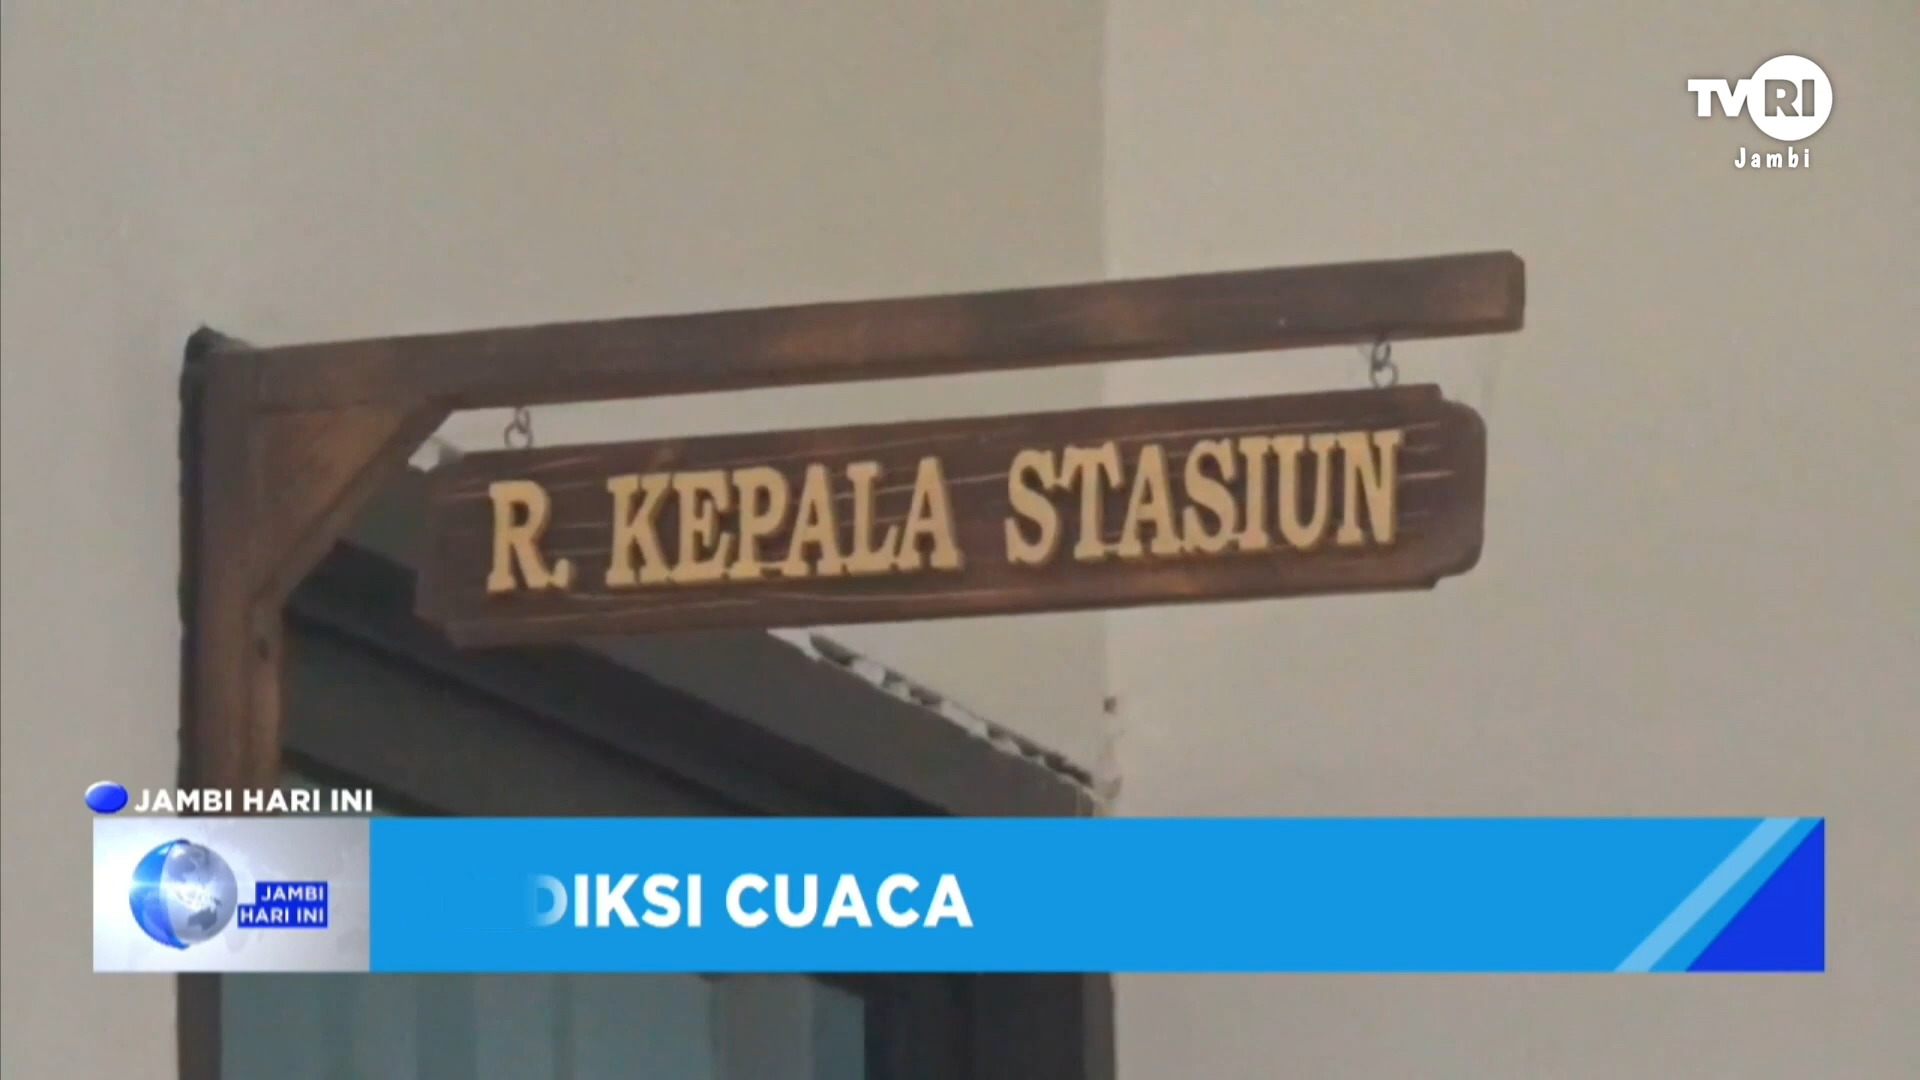 TVRI
Jambi
R. KEPALA STASIUN
JAMBI HARI INI
JAMBI
HARI INI
DIKSI CUACA